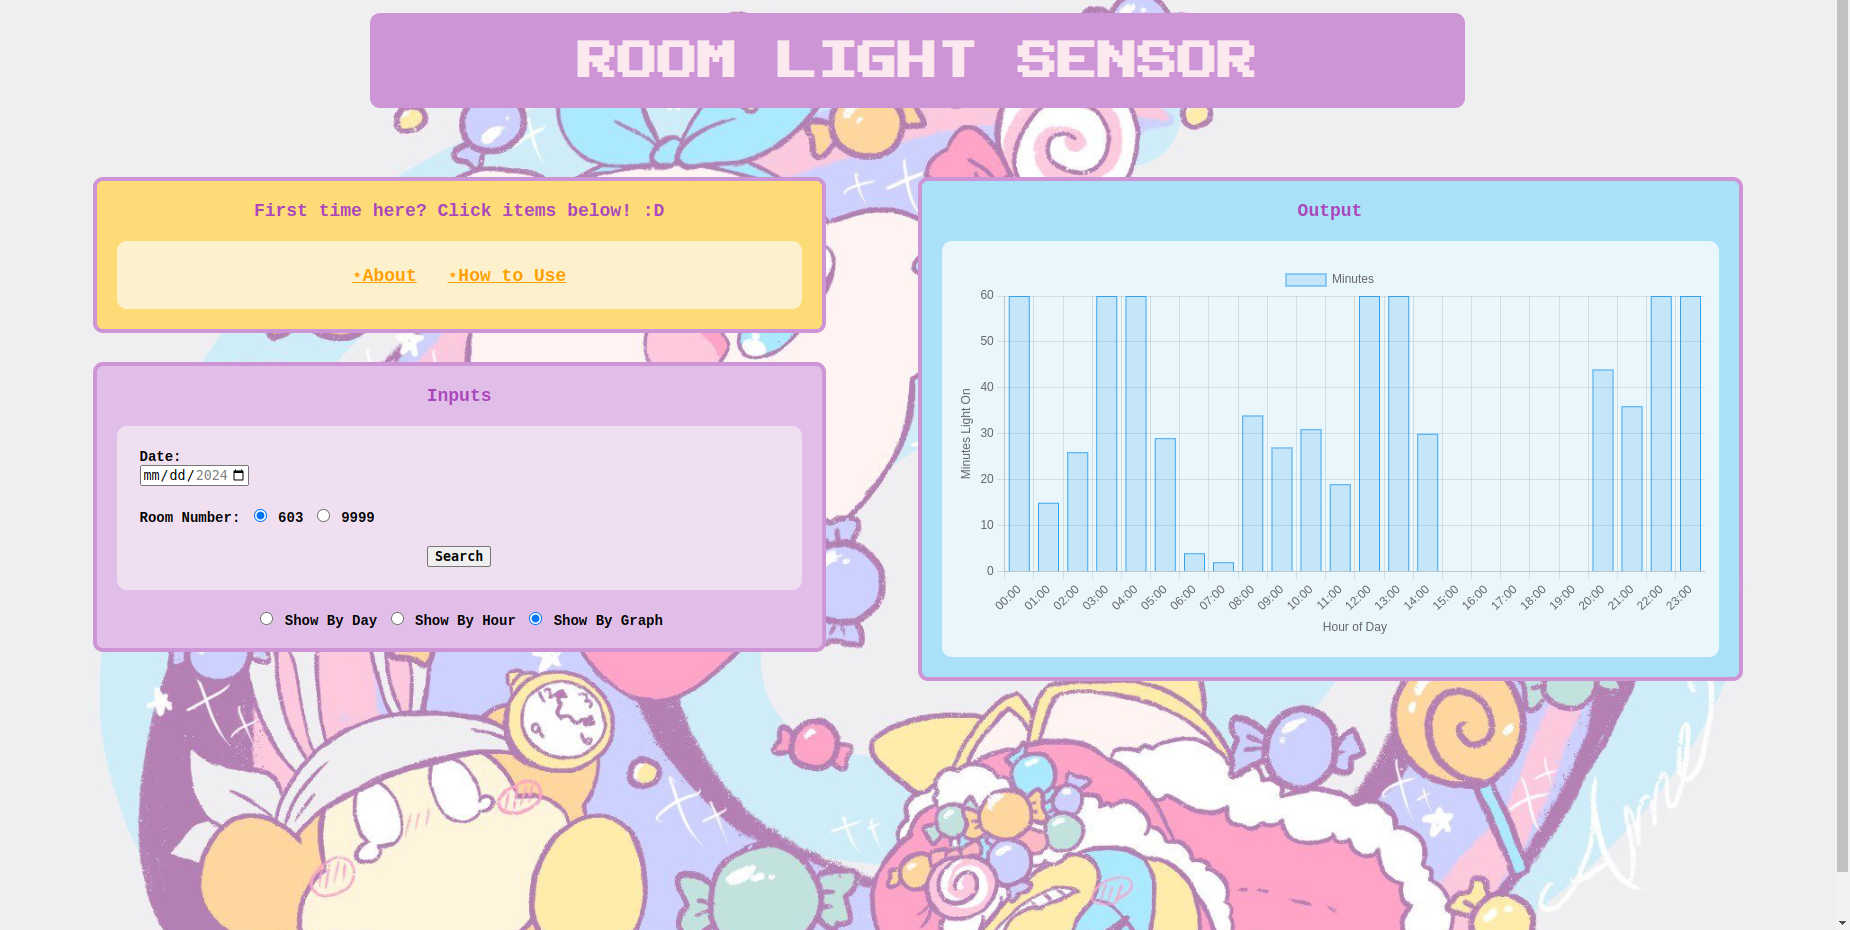 ROOM LIGHT SENSOR
First time here? Click items below! :D
⋆About ⋆How to Use
Inputs
Date:
mm/dd/2024
Room Number: 603 9999
Search
Show By Day Show By Hour Show By Graph
Output
Minutes
60
50
40
30
20
10
0
Minutes Light On
00:00 01:00 02:00 03:00 04:00 05:00 06:00 07:00 08:00 09:00 10:00 11:00 12:00 13:00 14:00 15:00 16:00 17:00 18:00 19:00 20:00 21:00 22:00 23:00
Hour of Day